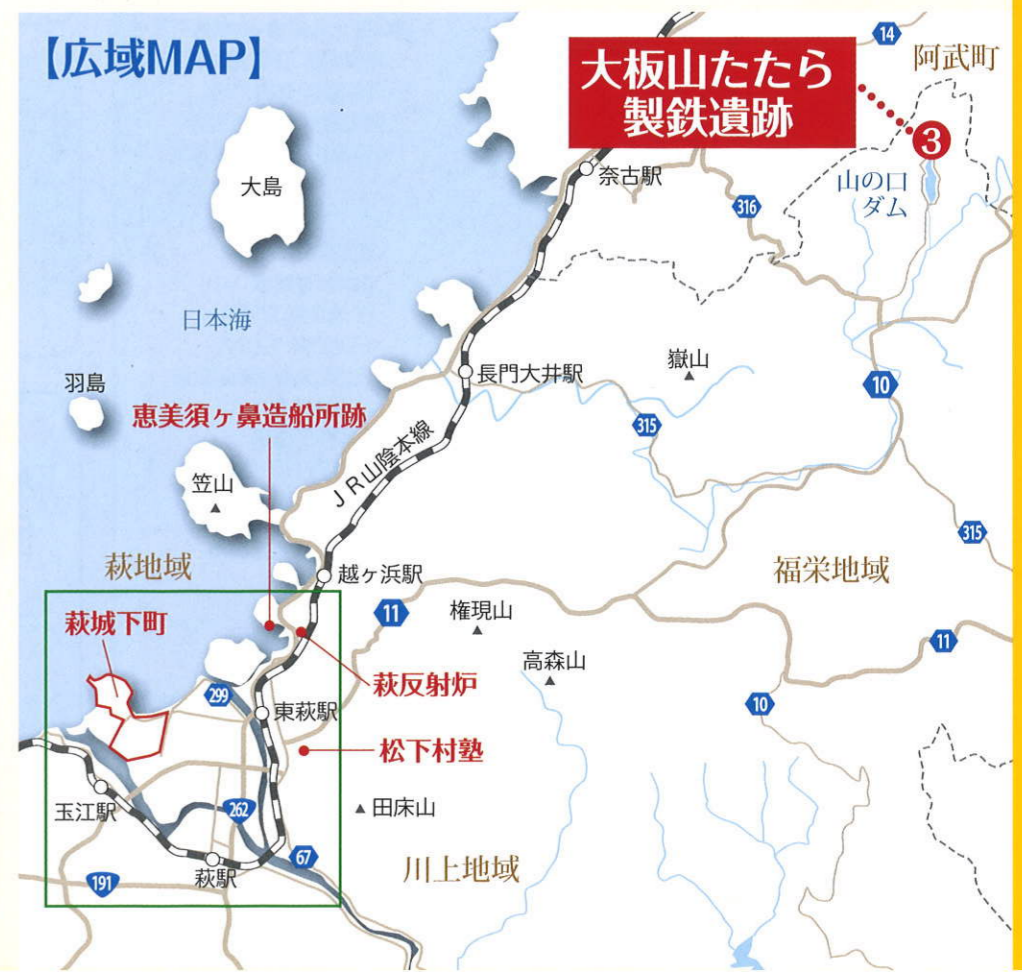 【広域MAP】
大板山たたら
製鉄遺跡
14
阿武町
3
奈古駅
大島
山の口
ダム
316
日本海
嶽山
長門大井駅
10
羽島
恵美須ヶ鼻造船所跡
315
JR山陰本線
笠山
315
萩地域
越ヶ浜駅
福栄地域
萩城下町
11
権現山
11
高森山
萩反射炉
299
東萩駅
10
松下村塾
玉江駅
262
田床山
67
川上地域
萩駅
191